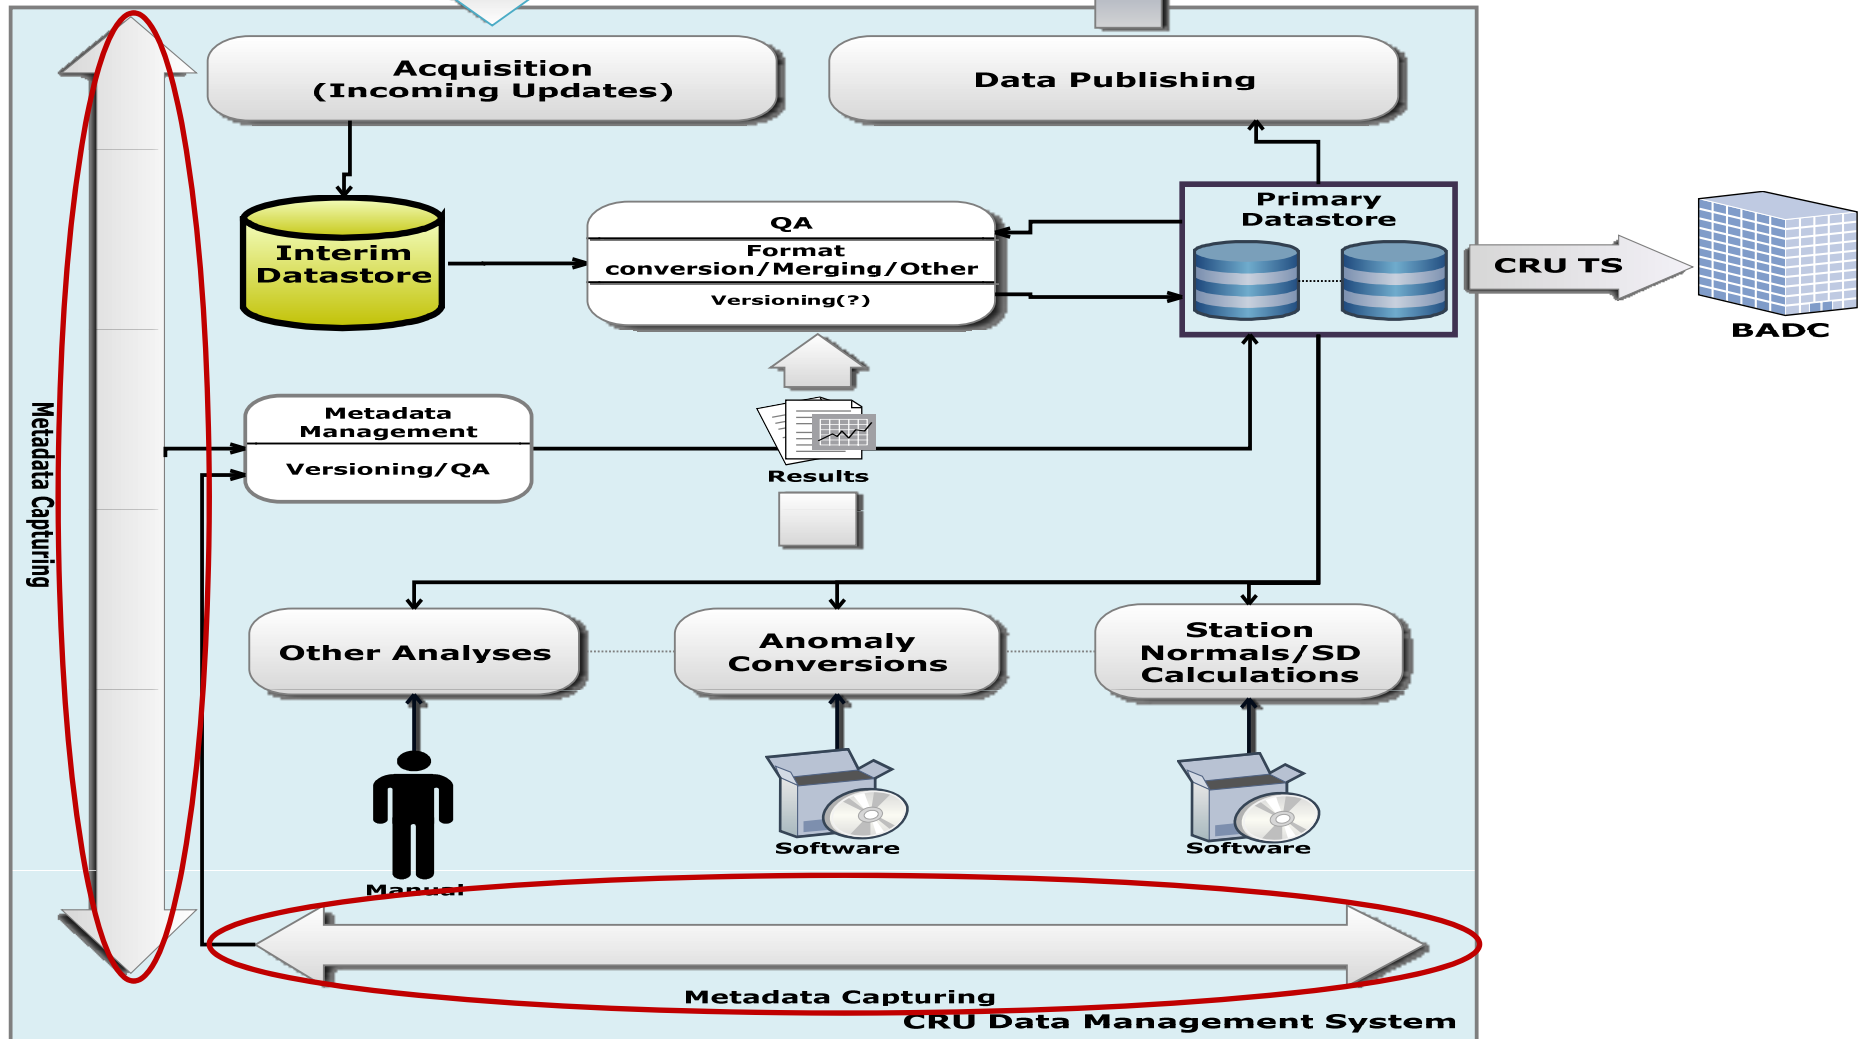 Acquisition
(Incoming Updates)
Data Publishing
Primary
Datastore
QA
Format
conversion/Merging/Other
Versioning(?)
Interim
Datastore
CRU TS
BADC
Metadata Capturing
Metadata
Management
Versioning/QA
Results
Other Analyses
Anomaly
Conversions
Station
Normals/SD
Calculations
Software
Software
Manual
Metadata Capturing
CRU Data Management System